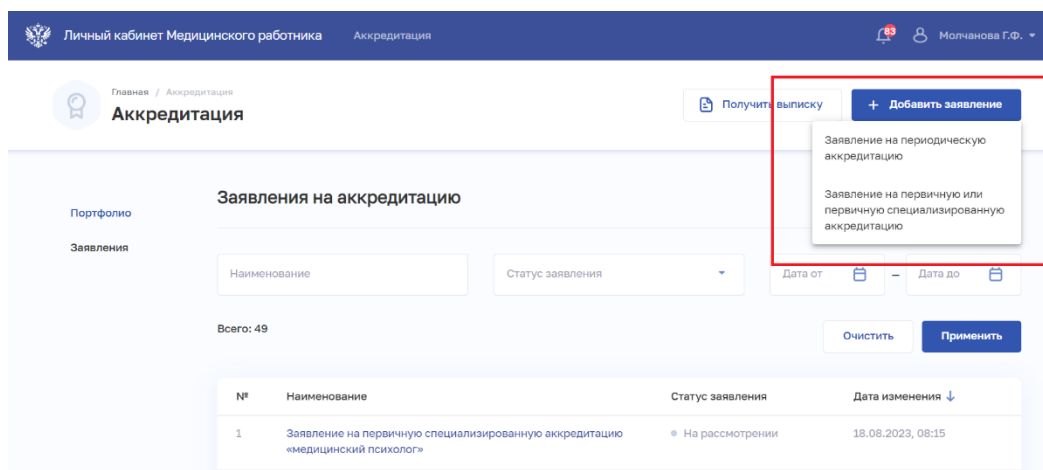 Личный кабинет Медицинского работника Аккредитация 83 Молчанова Г.Ф.
Главная / Аккредитация
Аккредитация
Получить выписку + Добавить заявление
Заявление на периодическую
аккредитацию
Заявление на первичную или
первичную специализированную
аккредитацию
Портфолио
Заявления
Заявления на аккредитацию
Наименование Статус заявления Дата от – Дата до
Всего: 49
Очистить Применить
№ Наименование Статус заявления Дата изменения ↓
1 Заявление на первичную специализированную аккредитацию На рассмотрении 18.08.2023, 08:15
«медицинский психолог»